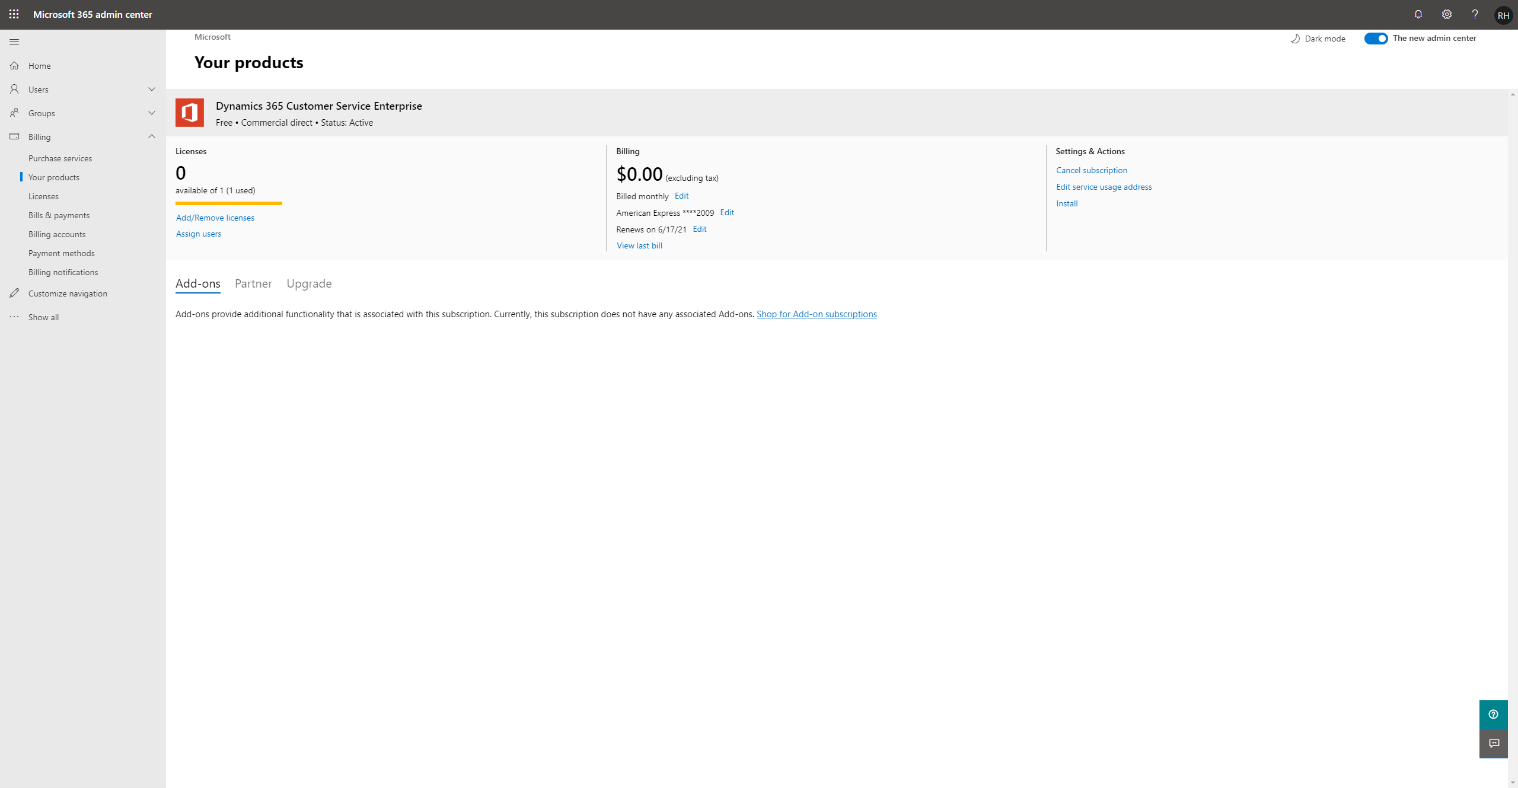 Microsoft 365 admin center
RH
Microsoft
Dark mode
The new admin center
Your products
Home
Users
Groups
Billing
Purchase services
Your products
Licenses
Bills & payments
Billing accounts
Payment methods
Billing notifications
Customize navigation
Show all
Dynamics 365 Customer Service Enterprise
Free • Commercial direct • Status: Active
Licenses
0
available of 1 (1 used)
Add/Remove licenses
Assign users
Billing
$0.00 (excluding tax)
Billed monthly Edit
American Express ****2009 Edit
Renews on 6/17/21 Edit
View last bill
Settings & Actions
Cancel subscription
Edit service usage address
Install
Add-ons Partner Upgrade
Add-ons provide additional functionality that is associated with this subscription. Currently, this subscription does not have any associated Add-ons. Shop for Add-on subscriptions